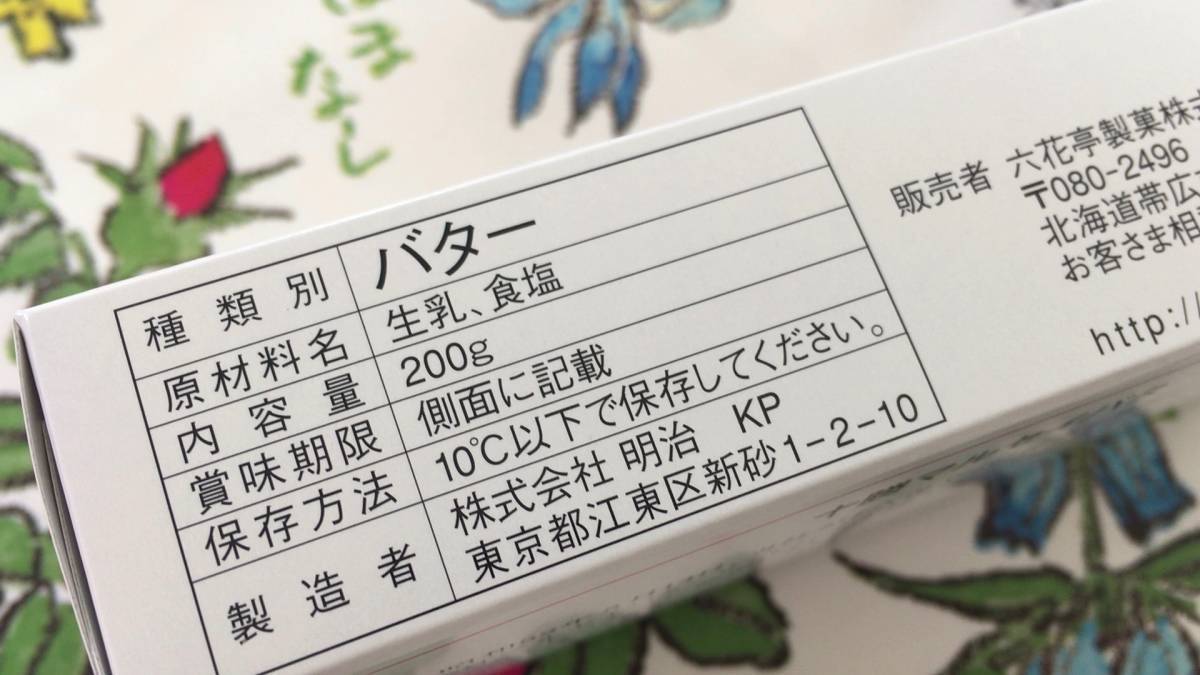 なし
種類別 バター
原材料名 生乳、食塩
内容量 200g
賞味期限 側面に記載
保存方法 10℃以下で保存してください。
製造者 株式会社 明治 KP
東京都江東区新砂1-2-10
販売者 六花亭製菓株式
〒080-2496
北海道帯広
お客さま相
http:/